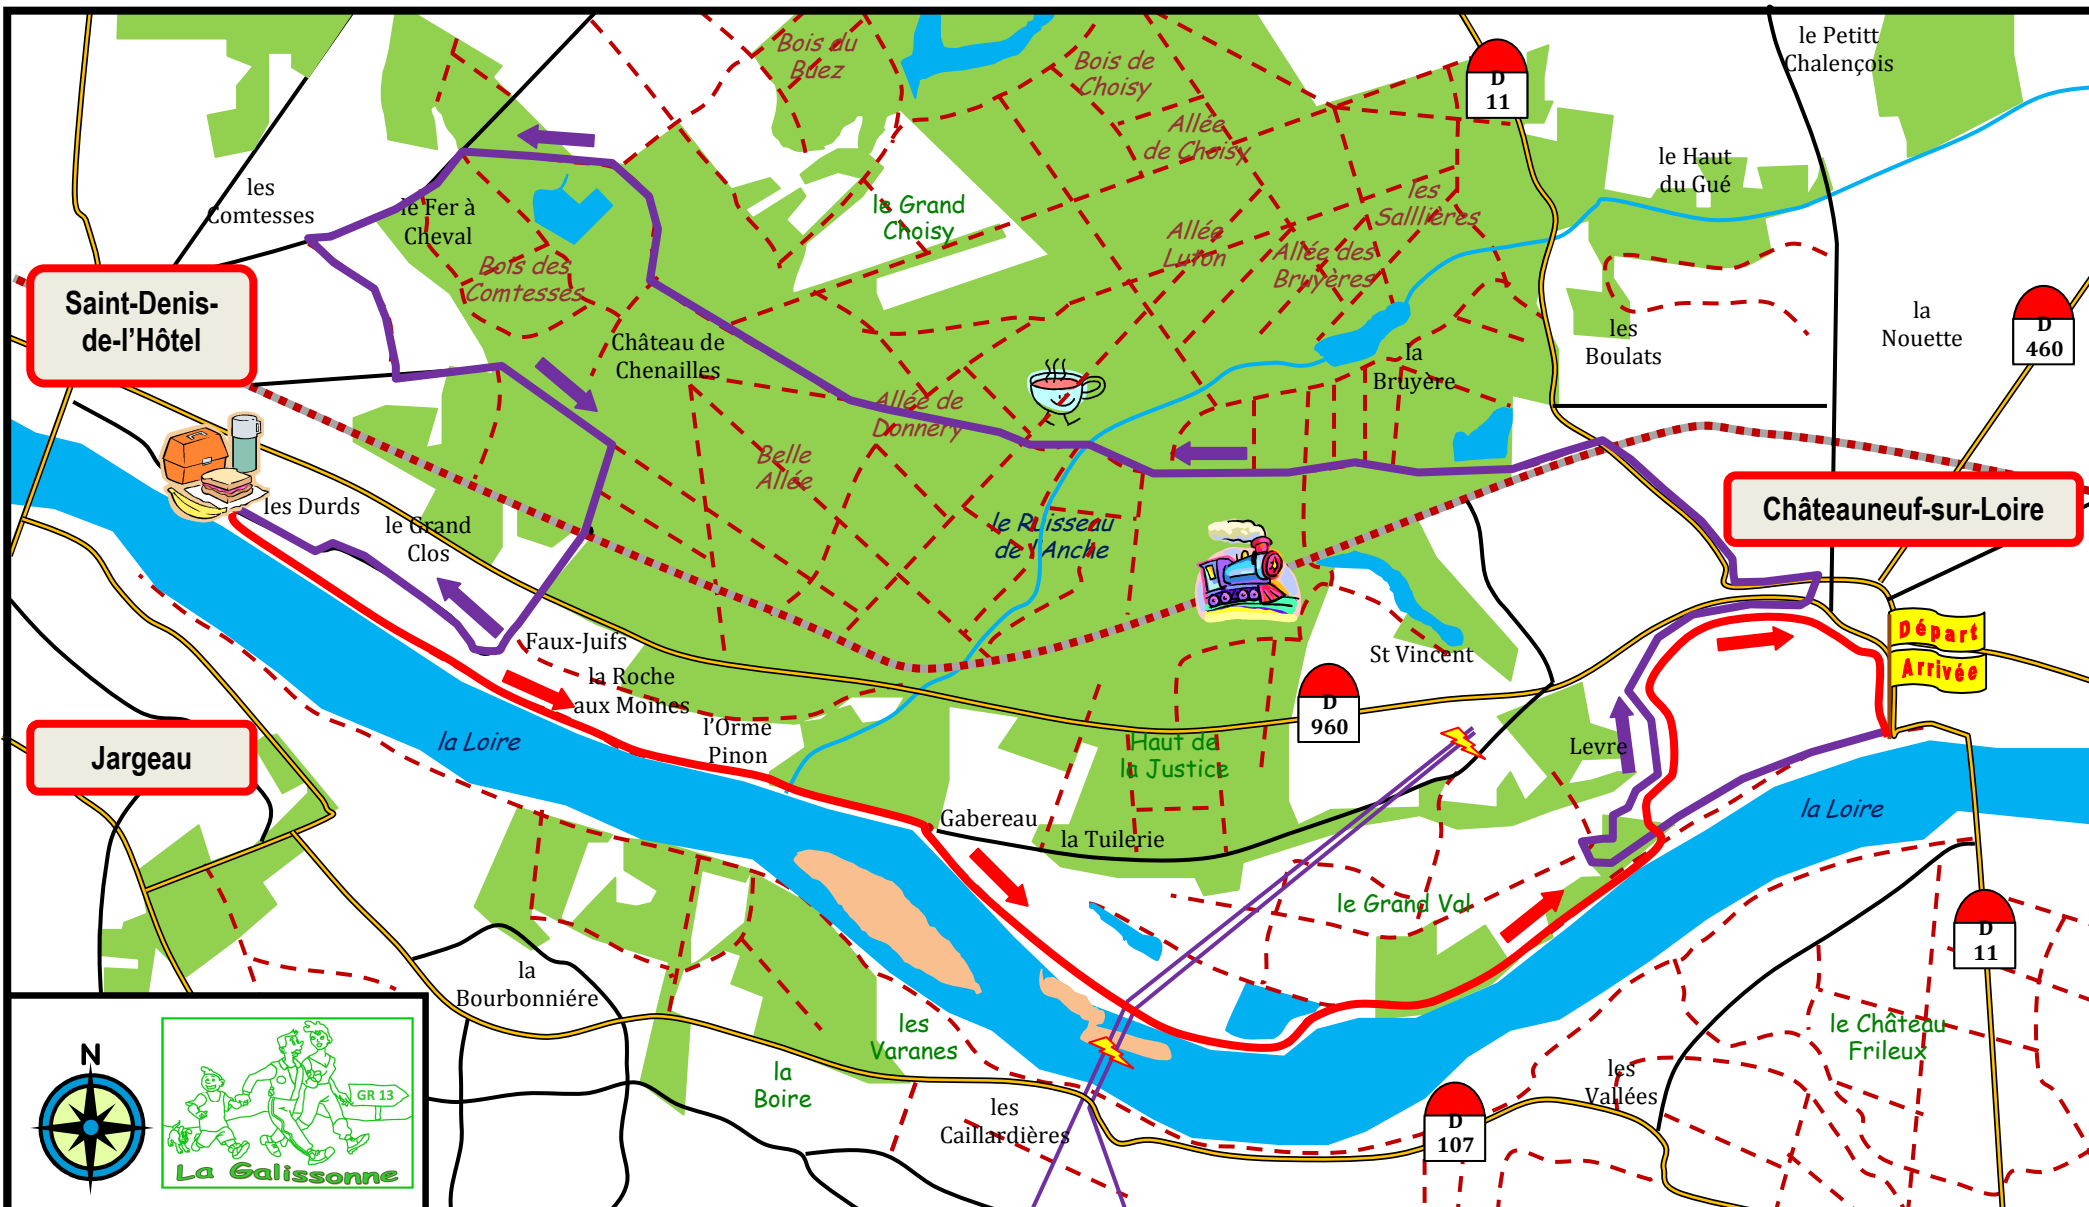 Bois du
Buez
Bois de
Choisy
D
11
le Petitt
Chalençois
Allée
de Choisy
le Haut
du Gué
les
Comtesses
le Fer à
Cheval
le Grand
Choisy
les
Salllières
Allée
Luton
Allée des
Bruyères
Bois des
Comtesses
Saint-Denis-
de-l’Hôtel
Château de
Chenailles
les
Boulats
la
Nouette
D
460
la
Bruyère
Allée de
Donnery
Belle
Allée
les Durds
le Grand
Clos
le Ruisseau
de l'Anche
Châteauneuf-sur-Loire
Faux-Juifs
la Roche
aux Moines
l’Orme
Pinon
St Vincent
D
960
Départ
Arrivée
la Loire
Jargeau
Haut de
la Justice
Levre
la Loire
Gabereau
la Tuilerie
le Grand Val
D
11
la
Bourbonniére
les
Varanes
la
Boire
le Château
Frileux
les
Vallées
les
Caillardières
D
107
N
GR 13
La Galissonne